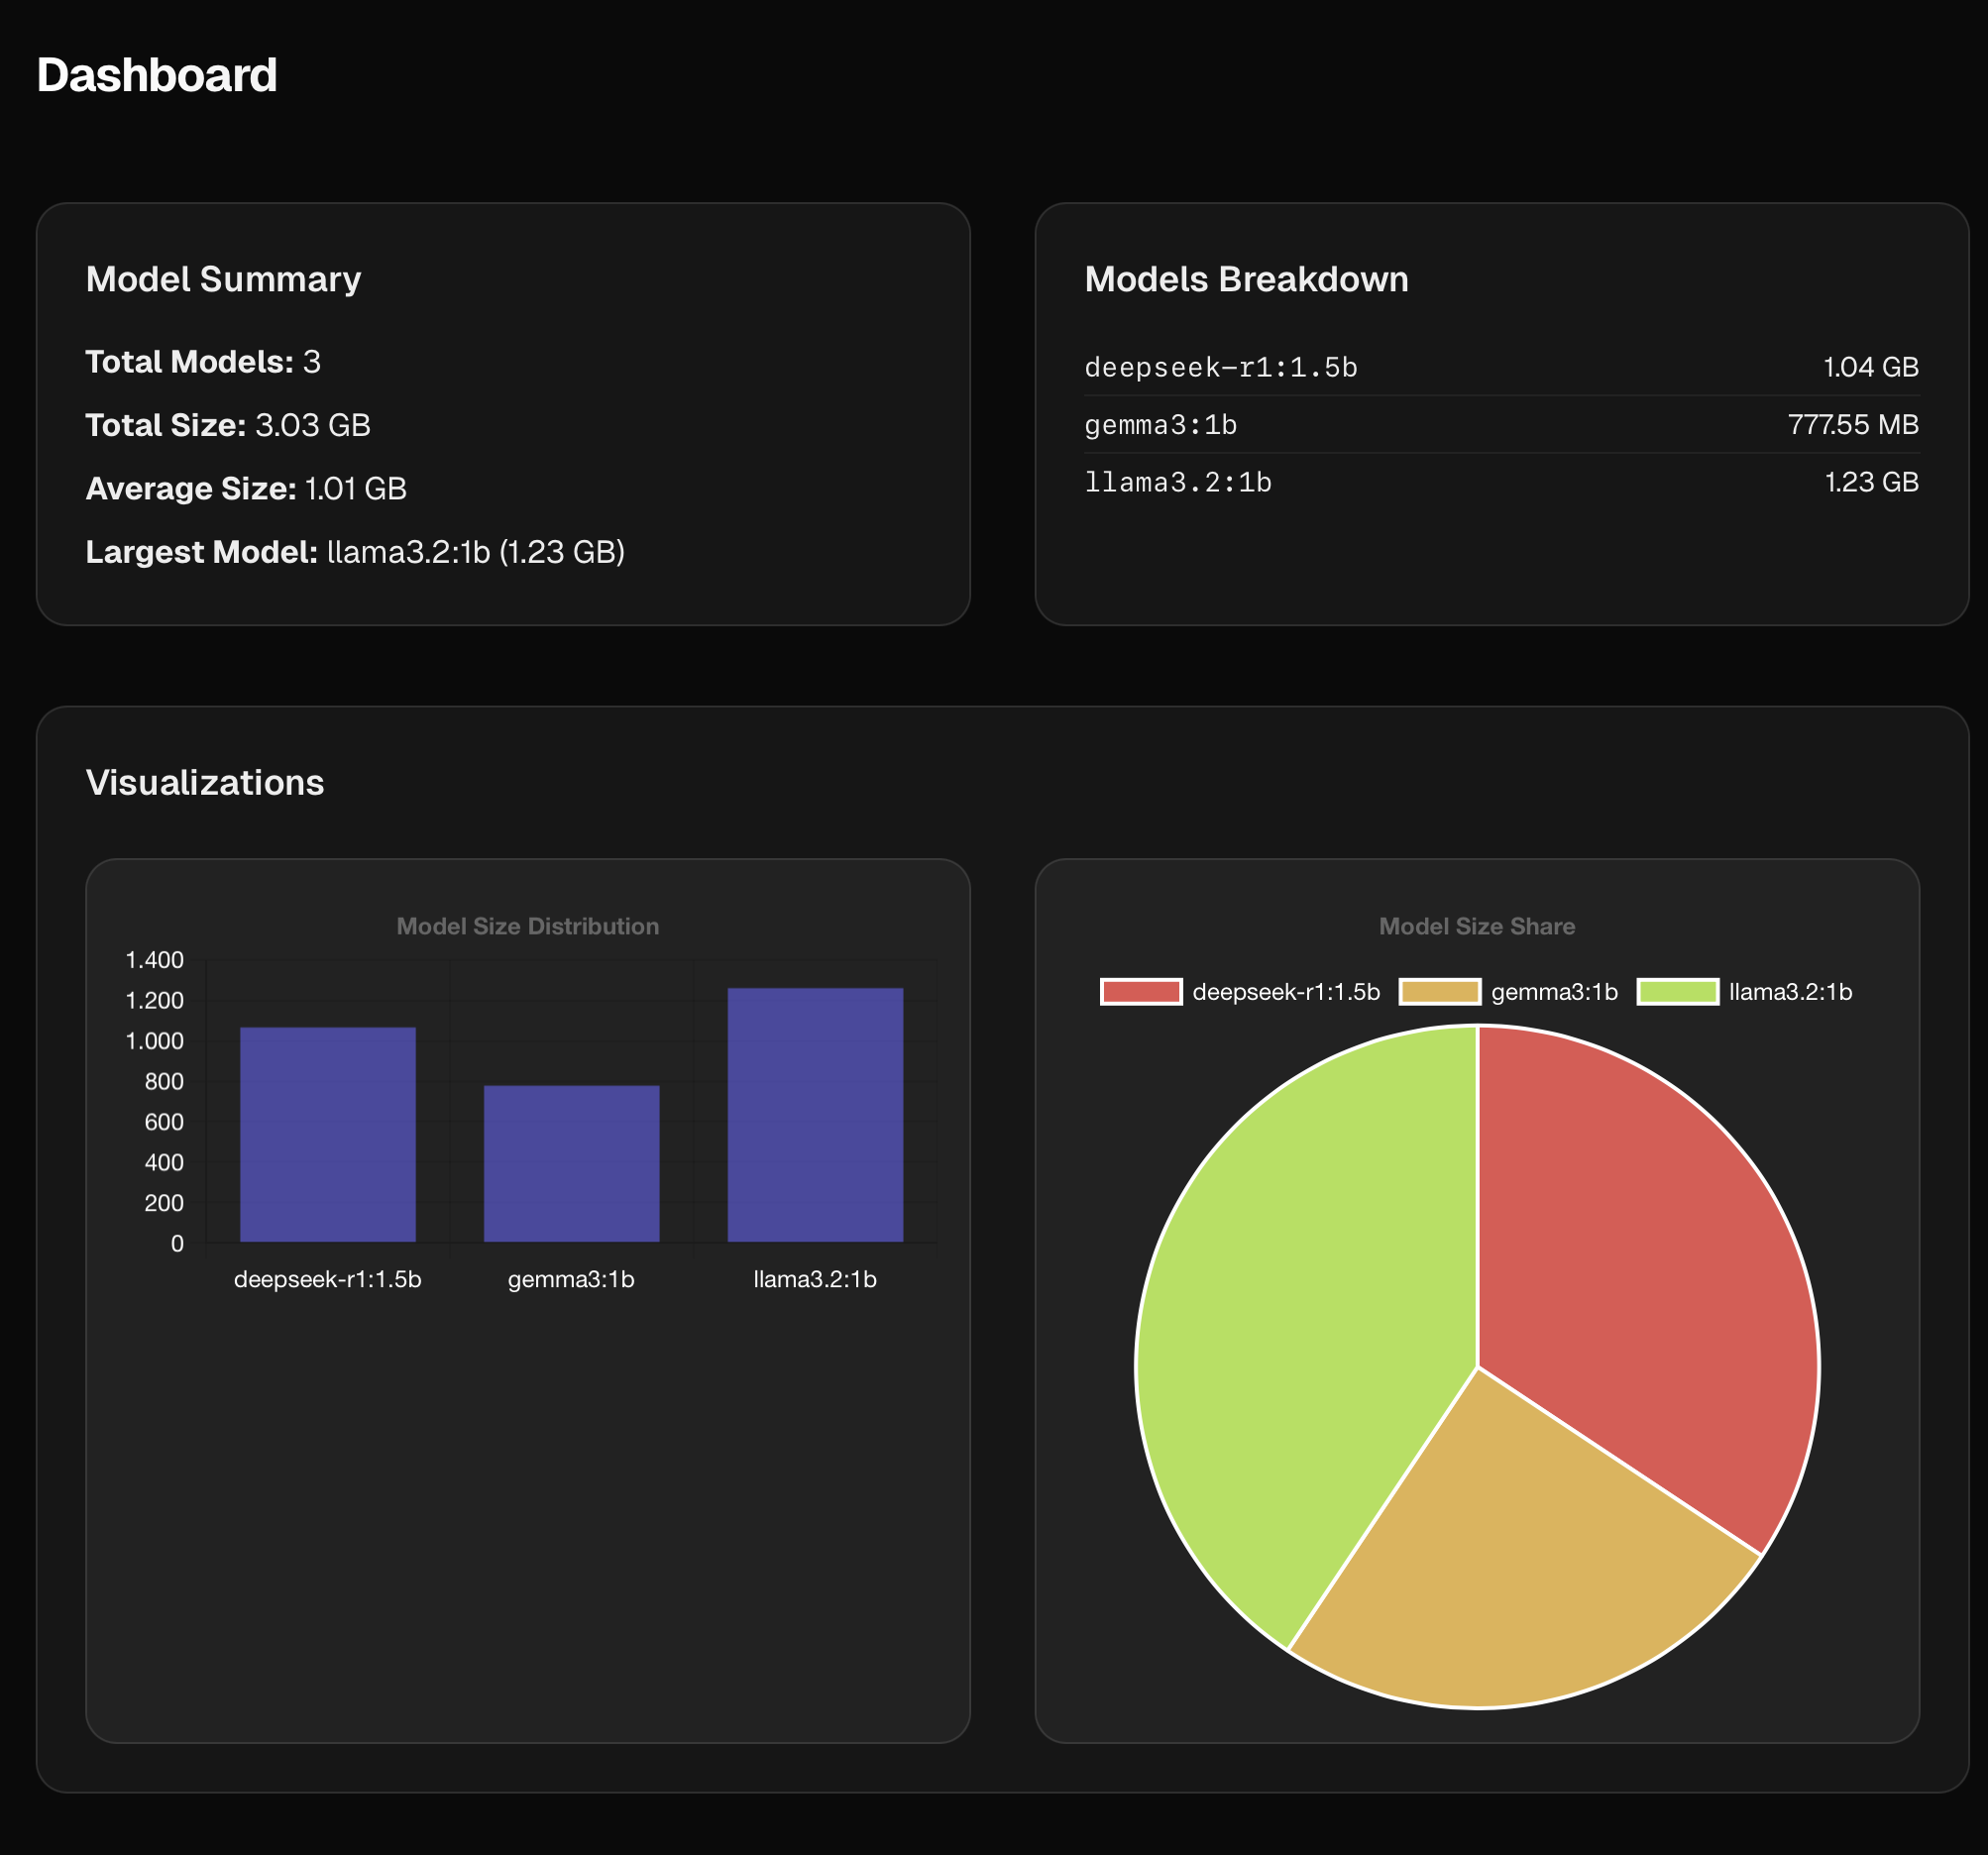 Dashboard
Model Summary
Total Models: 3
Total Size: 3.03 GB
Average Size: 1.01 GB
Largest Model: llama3.2:1b (1.23 GB)
Models Breakdown
deepseek-r1:1.5b 1.04 GB
gemma3:1b 777.55 MB
llama3.2:1b 1.23 GB
Visualizations
Model Size Distribution
1.400
1.200
1.000
800
600
400
200
0
deepseek-r1:1.5b gemma3:1b llama3.2:1b
Model Size Share
deepseek-r1:1.5b gemma3:1b llama3.2:1b